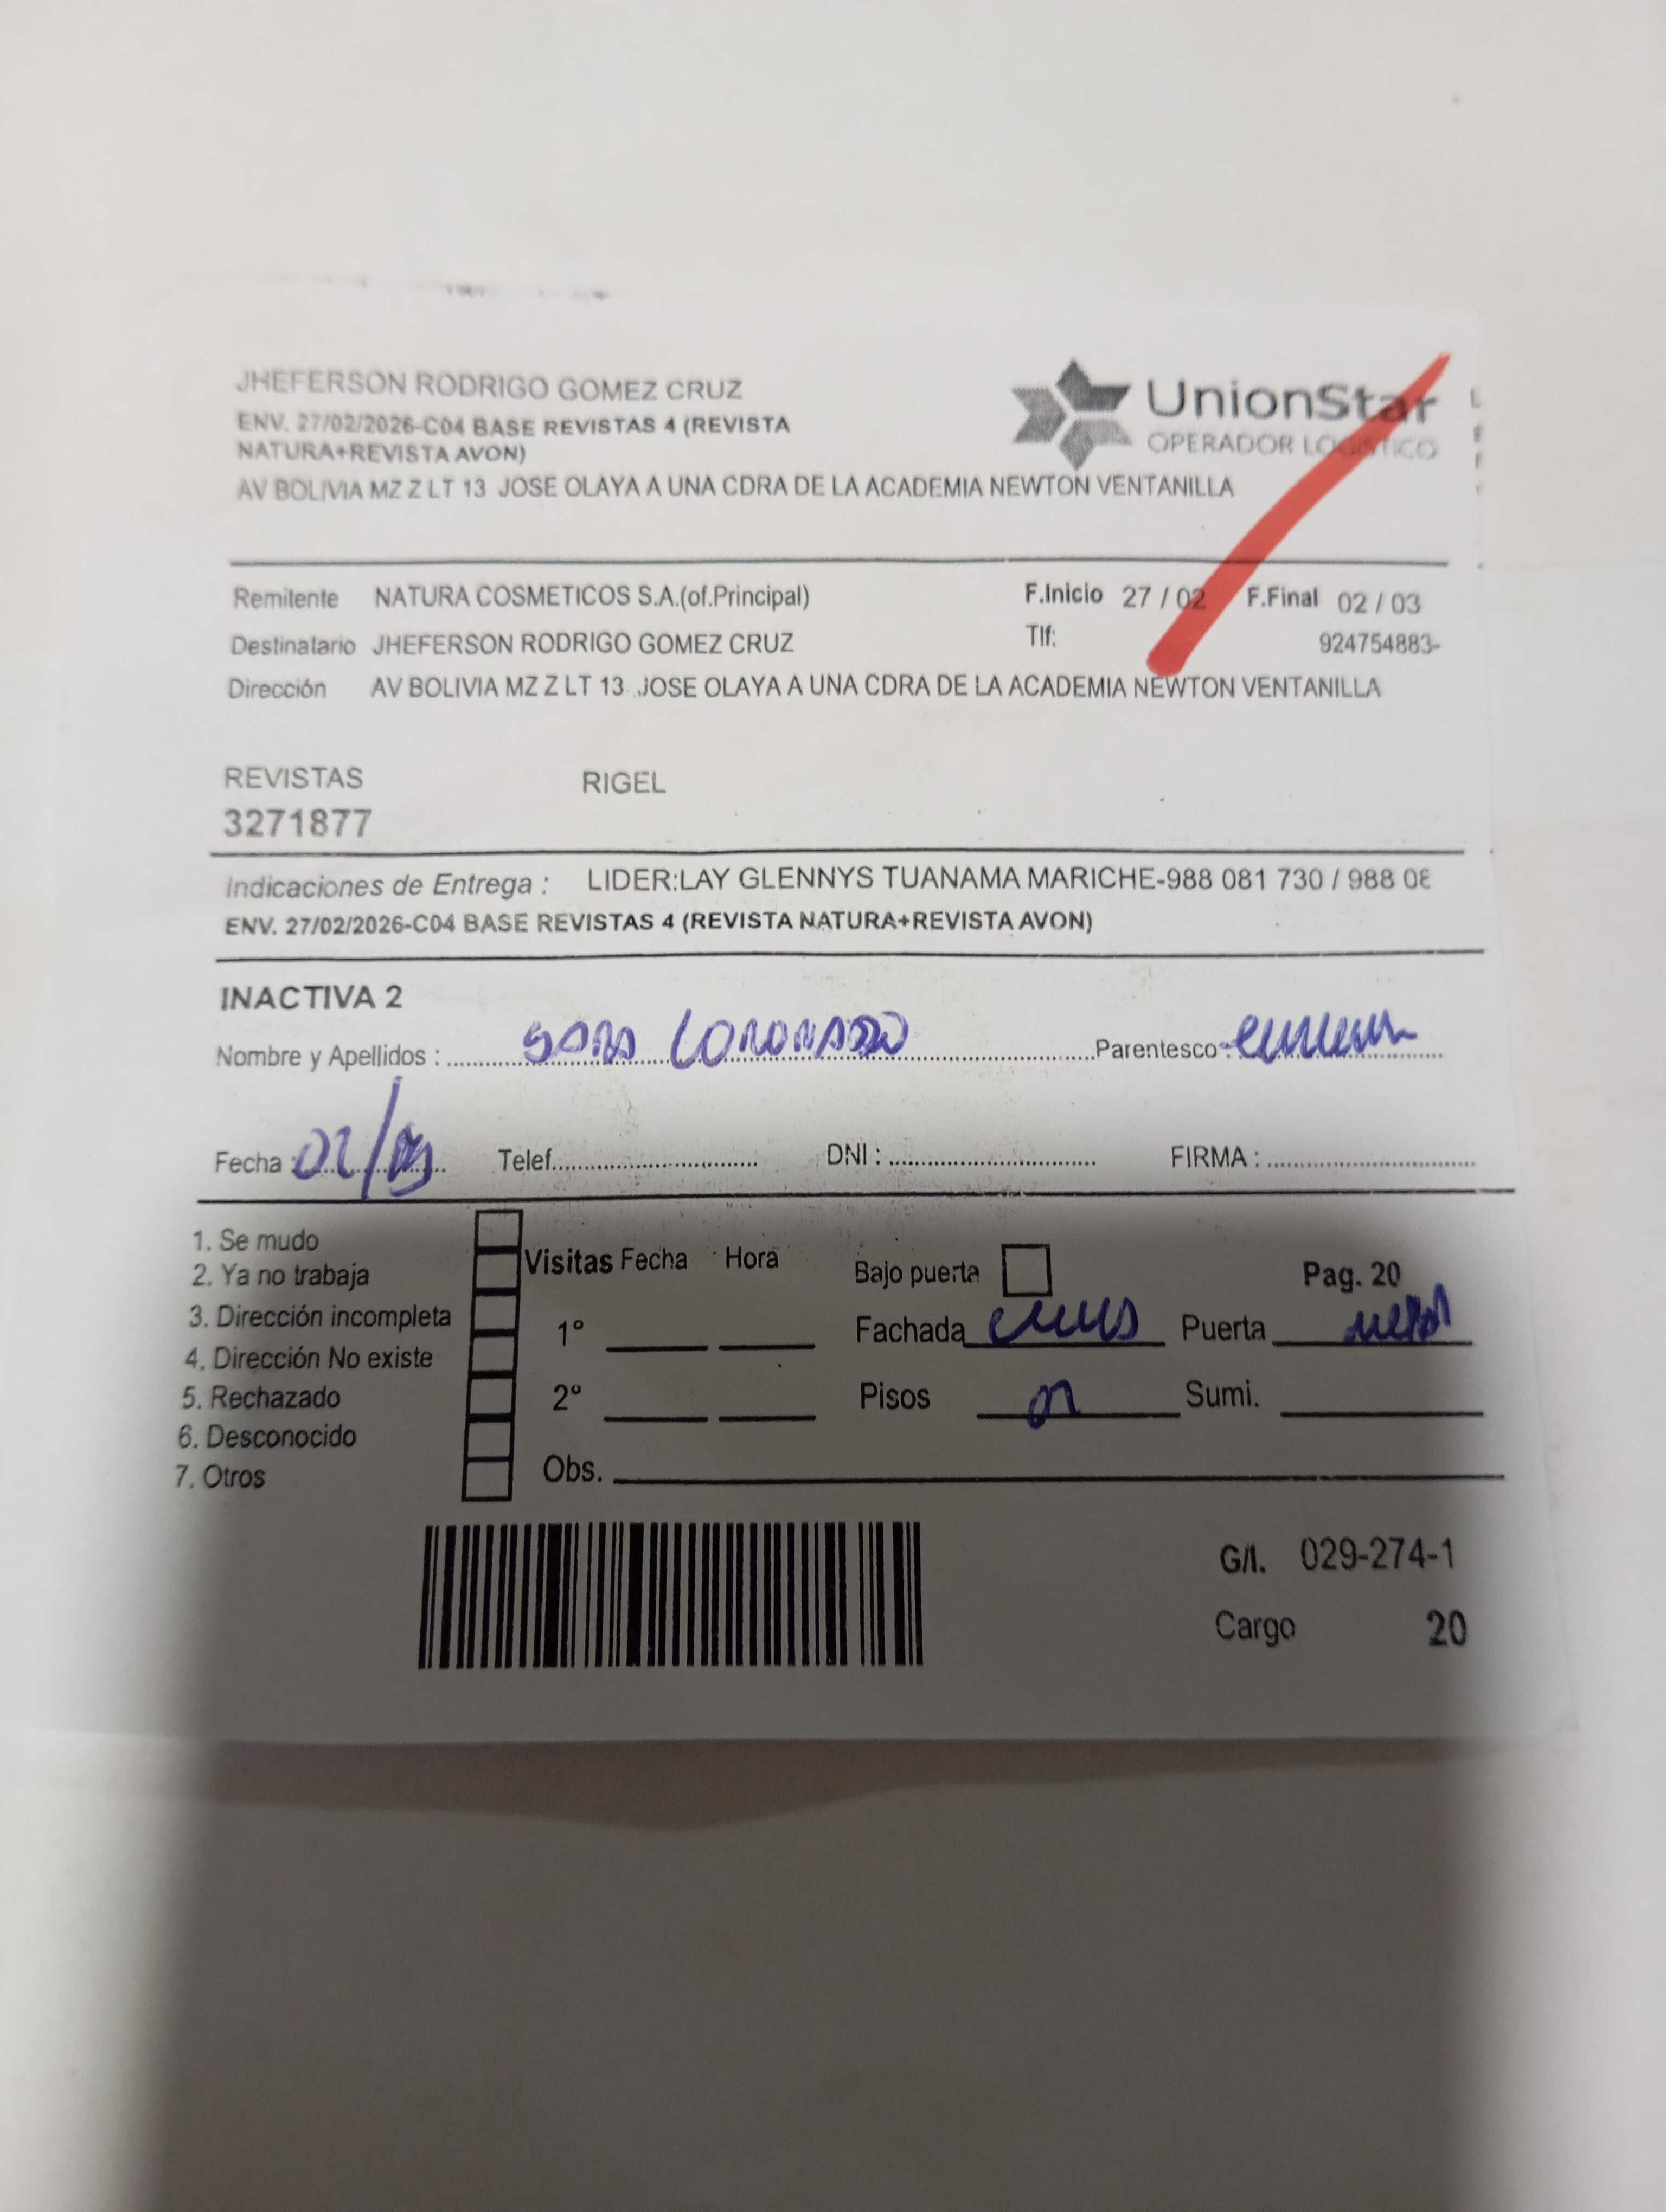 JHEFERSON RODRIGO GOMEZ CRUZ
ENV. 27/02/2026-C04 BASE REVISTAS 4 (REVISTA
NATURA+REVISTA AVON)
AV BOLIVIA MZ Z LT 13 JOSE OLAYA A UNA CDRA DE LA ACADEMIA NEWTON VENTANILLA
UnionStar
OPERADOR LOGISTICO
Remitente NATURA COSMETICOS S.A.(of.Principal) F.Inicio 27 / 02 F.Final 02 / 03
Destinatario JHEFERSON RODRIGO GOMEZ CRUZ Tlf: 924754883-
Dirección AV BOLIVIA MZ Z LT 13 JOSE OLAYA A UNA CDRA DE LA ACADEMIA NEWTON VENTANILLA
REVISTAS RIGEL
3271877
Indicaciones de Entrega : LIDER:LAY GLENNYS TUANAMA MARICHE-988 081 730 / 988 08
ENV. 27/02/2026-C04 BASE REVISTAS 4 (REVISTA NATURA+REVISTA AVON)
INACTIVA 2
Nombre y Apellidos : Parentesco :
Fecha : 02/03 Telef. DNI : FIRMA :
1. Se mudo
2. Ya no trabaja
3. Dirección incompleta
4. Dirección No existe
5. Rechazado
6. Desconocido
7. Otros
Visitas Fecha Hora
1°
2°
Obs.
Bajo puerta Pag. 20
Fachada Puerta
Pisos Sumi.
G/I. 029-274-1
Cargo 20